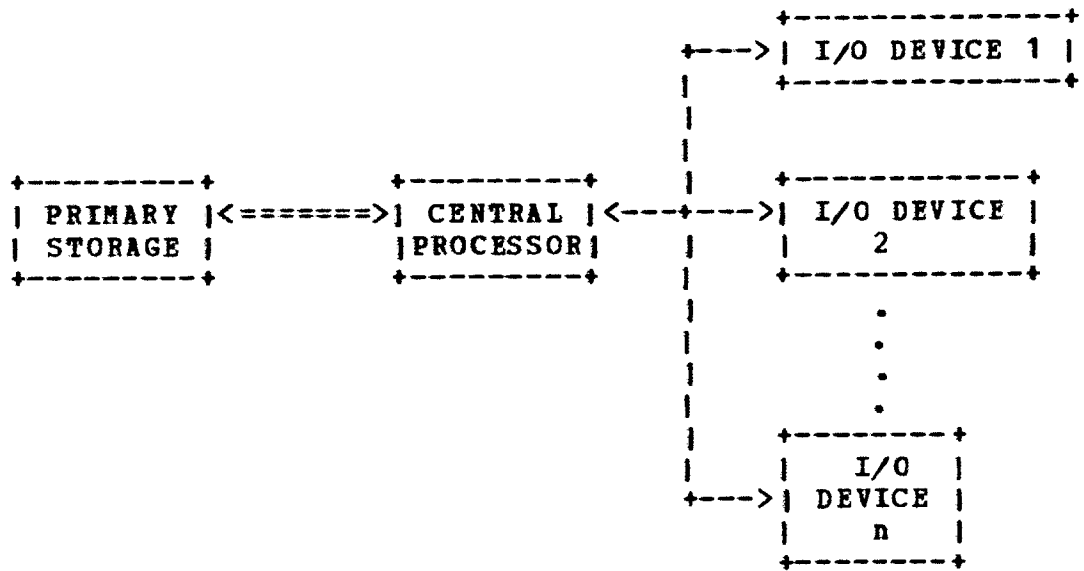 I/O DEVICE 1
PRIMARY
STORAGE
CENTRAL
PROCESSOR
I/O DEVICE
2
I/O
DEVICE
n